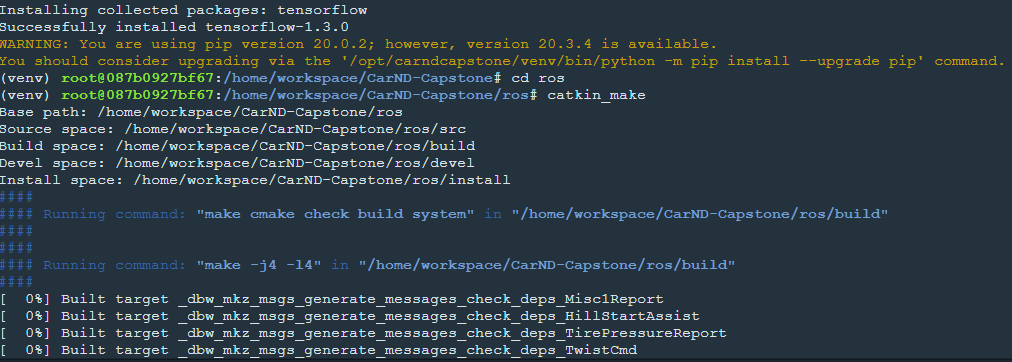 Installing collected packages: tensorflow
Successfully installed tensorflow-1.3.0
WARNING: You are using pip version 20.0.2; however, version 20.3.4 is available.
You should consider upgrading via the '/opt/carndcapstone/venv/bin/python -m pip install --upgrade pip' command.
(venv) root@087b0927bf67:/home/workspace/CarND-Capstone# cd ros
(venv) root@087b0927bf67:/home/workspace/CarND-Capstone/ros# catkin_make
Base path: /home/workspace/CarND-Capstone/ros
Source space: /home/workspace/CarND-Capstone/ros/src
Build space: /home/workspace/CarND-Capstone/ros/build
Devel space: /home/workspace/CarND-Capstone/ros/devel
Install space: /home/workspace/CarND-Capstone/ros/install
####
#### Running command: "make cmake check build system" in "/home/workspace/CarND-Capstone/ros/build"
####
####
#### Running command: "make -j4 -l4" in "/home/workspace/CarND-Capstone/ros/build"
####
[  0%] Built target _dbw_mkz_msgs_generate_messages_check_deps_Misc1Report
[  0%] Built target _dbw_mkz_msgs_generate_messages_check_deps_HillStartAssist
[  0%] Built target _dbw_mkz_msgs_generate_messages_check_deps_TirePressureReport
[  0%] Built target _dbw_mkz_msgs_generate_messages_check_deps_TwistCmd